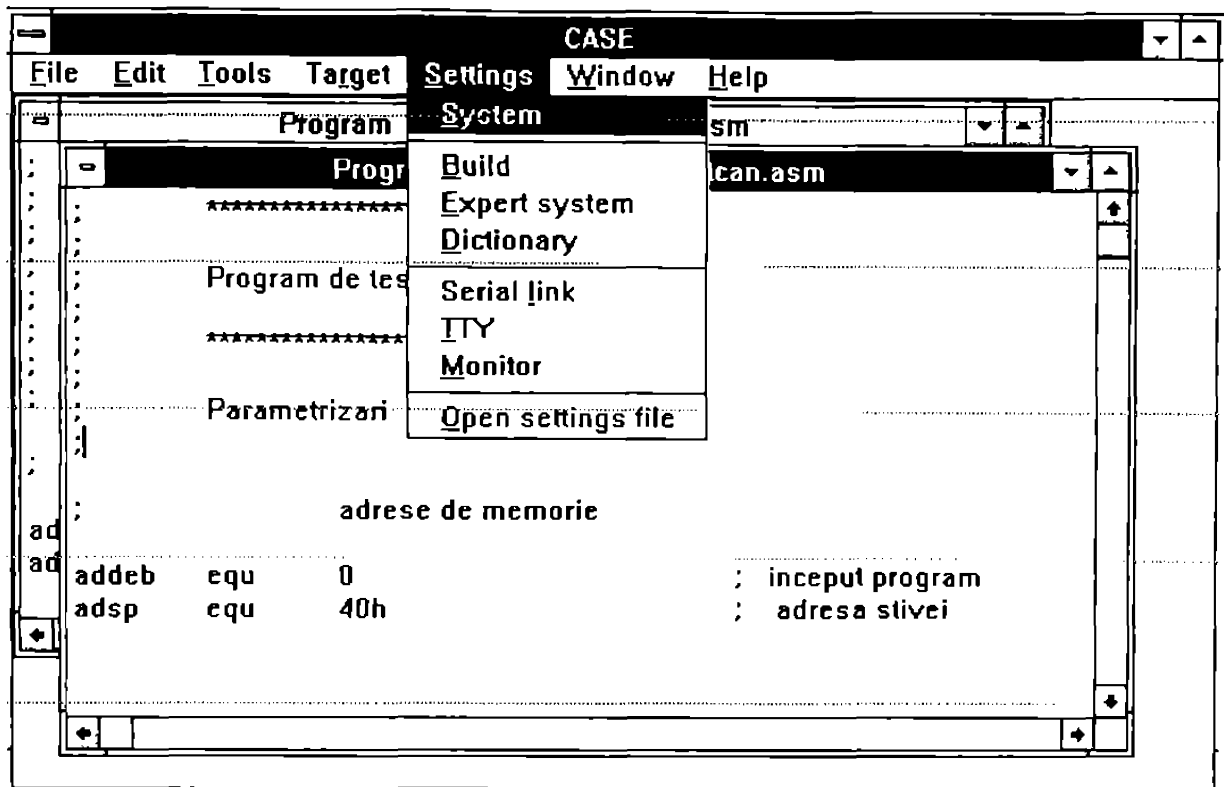 CASE
File Edit Tools Target Settings Window Help
System
Build
Expert system
Dictionary
Serial link
TTY
Monitor
Open settings file
Program sm
Progr can.asm
; ****************
;
; Program de tes
;
; ****************
;
; Parametrizari
;
; adrese de memorie
ad
ad
addeb equ 0 ; inceput program
adsp equ 40h ; adresa stivei